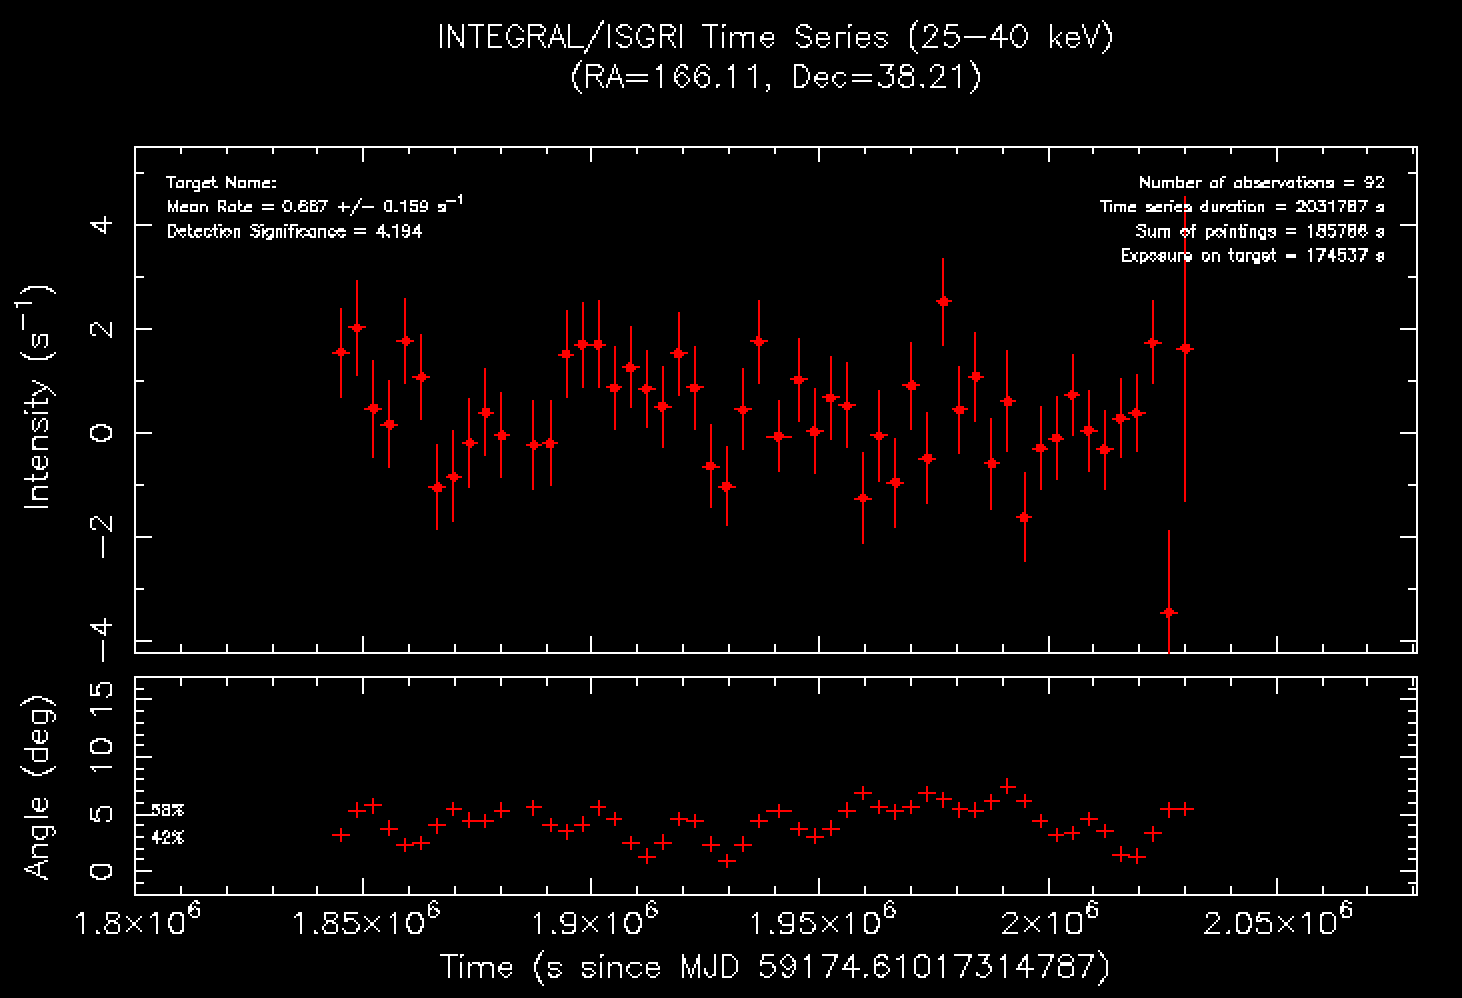 INTEGRAL/ISGRI Time Series (25-40 keV)
(RA=166.11, Dec=38.21)
Target Name:
Mean Rate = 0.667 +/- 0.159 s⁻¹
Detection Significance = 4.194
Number of observations = 92
Time series duration = 2031787 s
Sum of pointings = 185786 s
Exposure on target = 174537 s
Intensity (s⁻¹)
4
2
0
-2
-4
Angle (deg)
15
10
5
0
58%
42%
1.8×10⁶ 1.85×10⁶ 1.9×10⁶ 1.95×10⁶ 2×10⁶ 2.05×10⁶
Time (s since MJD 59174.61017314787)